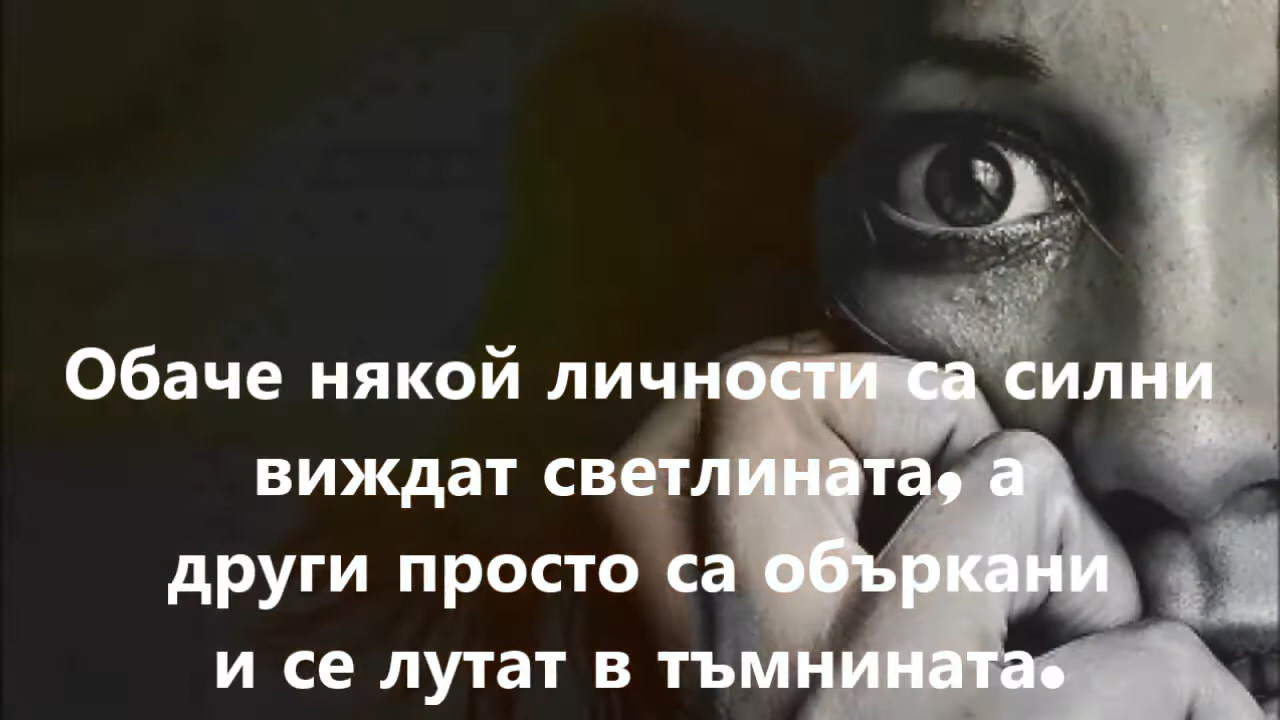 Обаче някой личности са силни
виждат светлината, а
други просто са объркани
и се лутат в тъмнината.